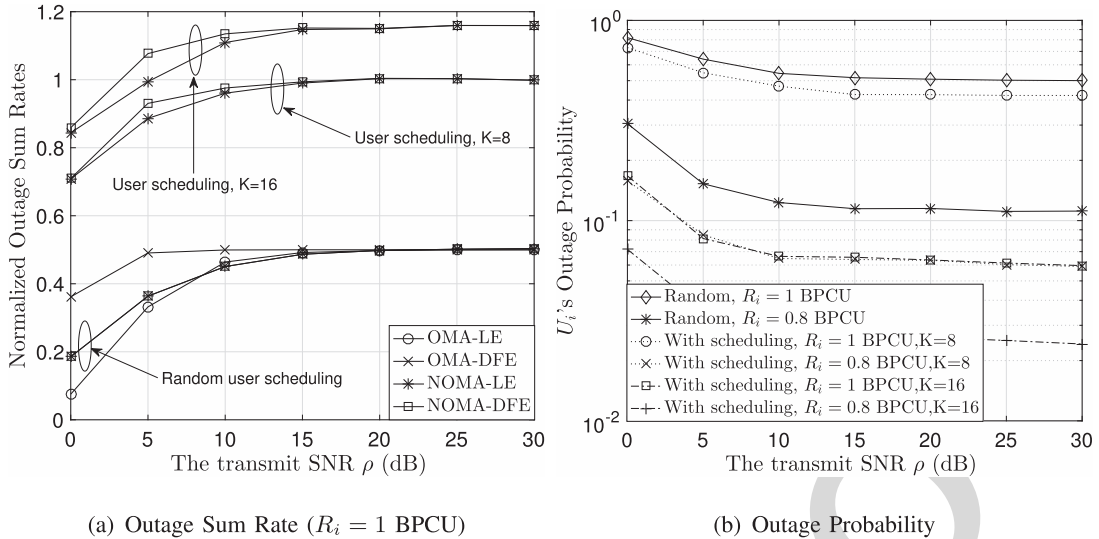 Normalized Outage Sum Rates
1.2
1
0.8
0.6
0.4
0.2
0
0 5 10 15 20 25 30
The transmit SNR ρ (dB)
User scheduling, K=8
User scheduling, K=16
Random user scheduling
OMA-LE
OMA-DFE
NOMA-LE
NOMA-DFE
(a) Outage Sum Rate (R_i = 1 BPCU)
U_i's Outage Probability
10^0
10^-1
10^-2
0 5 10 15 20 25 30
The transmit SNR ρ (dB)
Random, R_i = 1 BPCU
Random, R_i = 0.8 BPCU
With scheduling, R_i = 1 BPCU,K=8
With scheduling, R_i = 0.8 BPCU,K=8
With scheduling, R_i = 1 BPCU,K=16
With scheduling, R_i = 0.8 BPCU,K=16
(b) Outage Probability